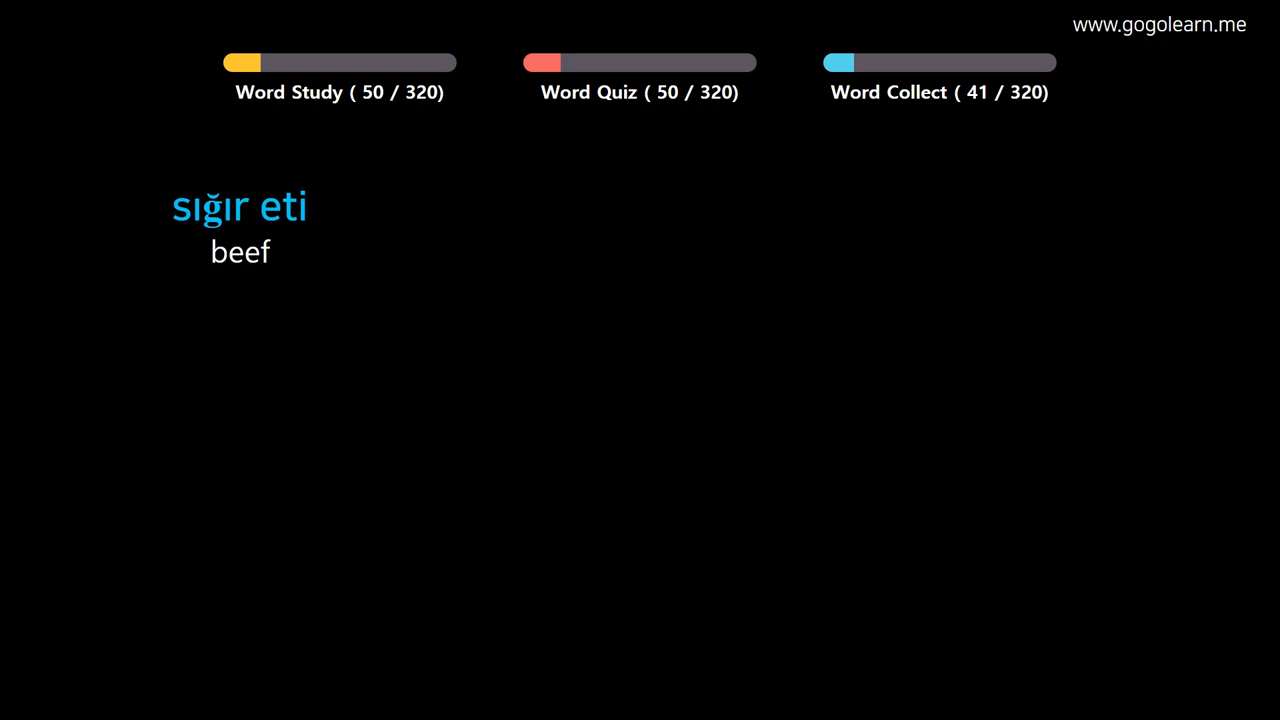 www.gogolearn.me
Word Study ( 50 / 320)
Word Quiz ( 50 / 320)
Word Collect ( 41 / 320)
sığır eti
beef